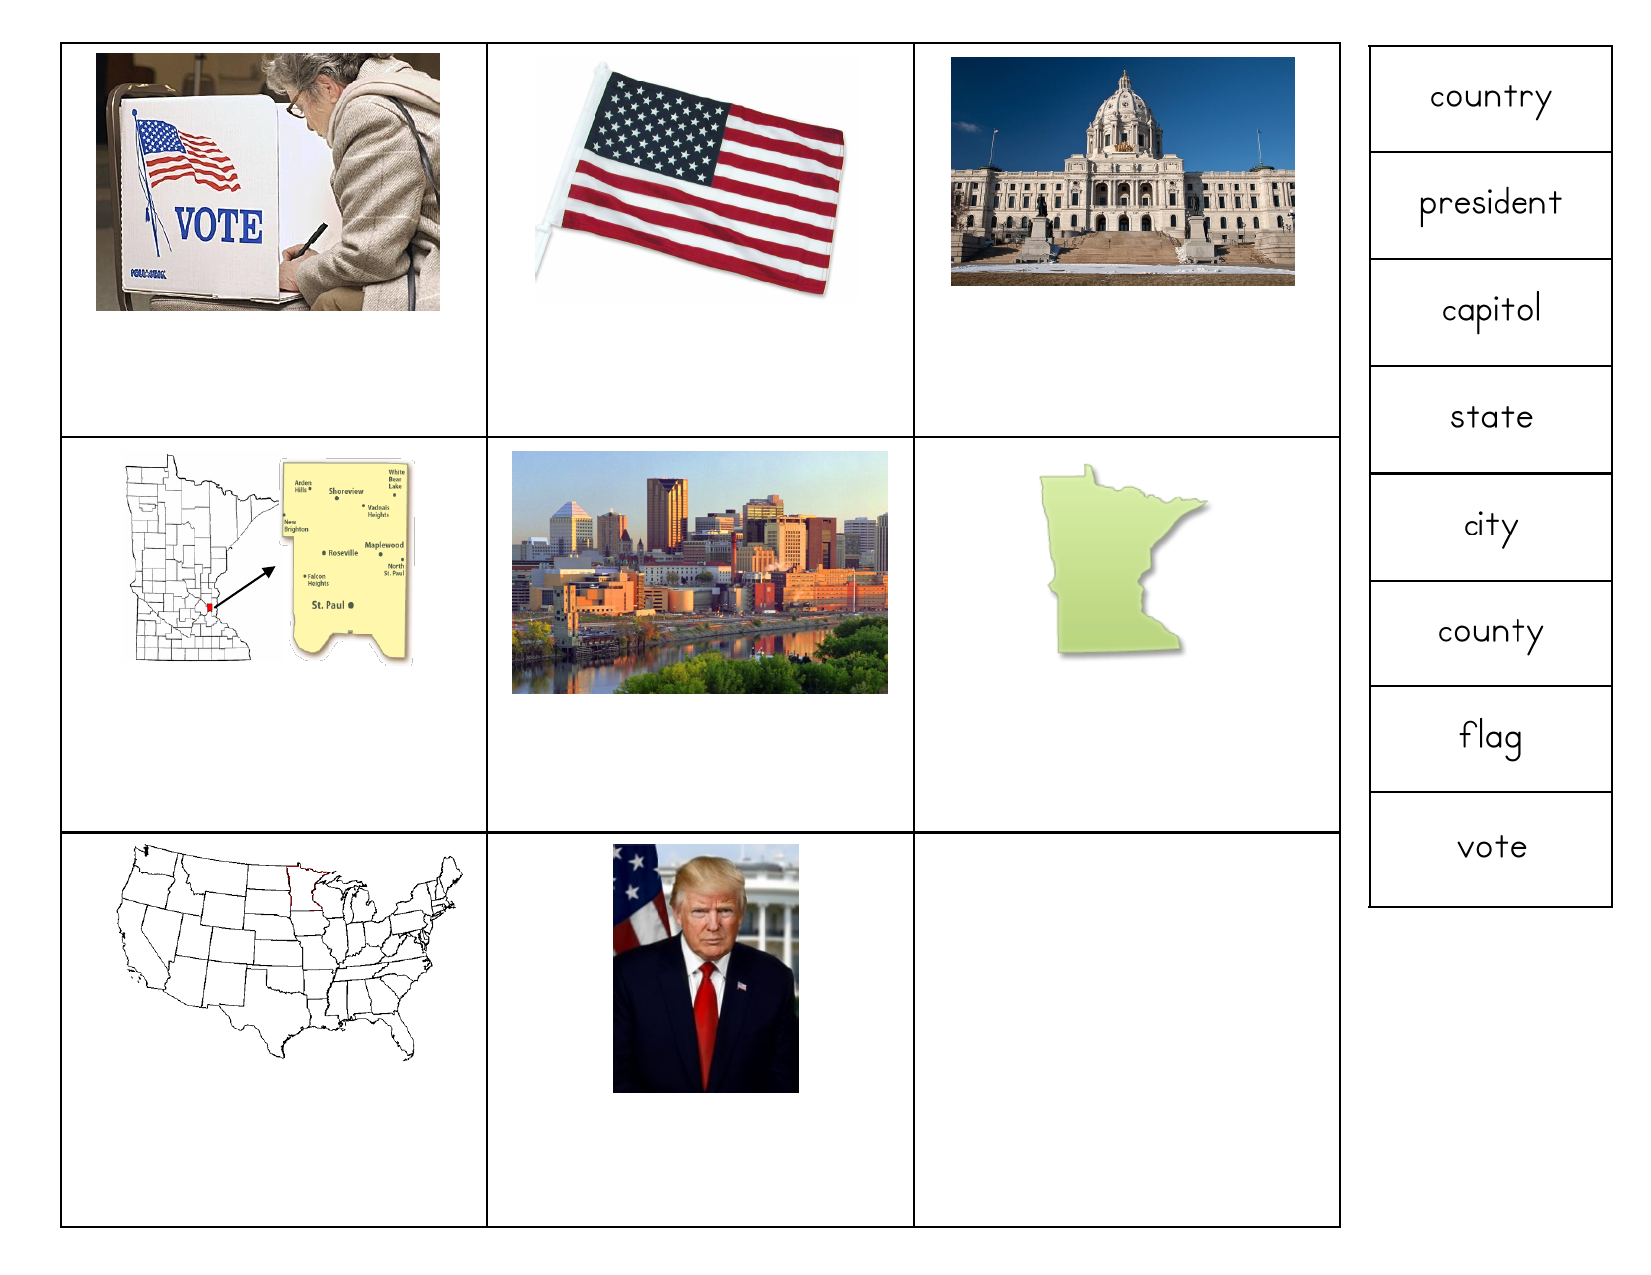 VOTE
POLLMASTER
country
president
capitol
state
city
county
flag
vote
White
Bear
Lake
Arden
Hills
Shoreview
Vadnais
Heights
New
Brighton
Roseville
Maplewood
North
St. Paul
Falcon
Heights
St. Paul